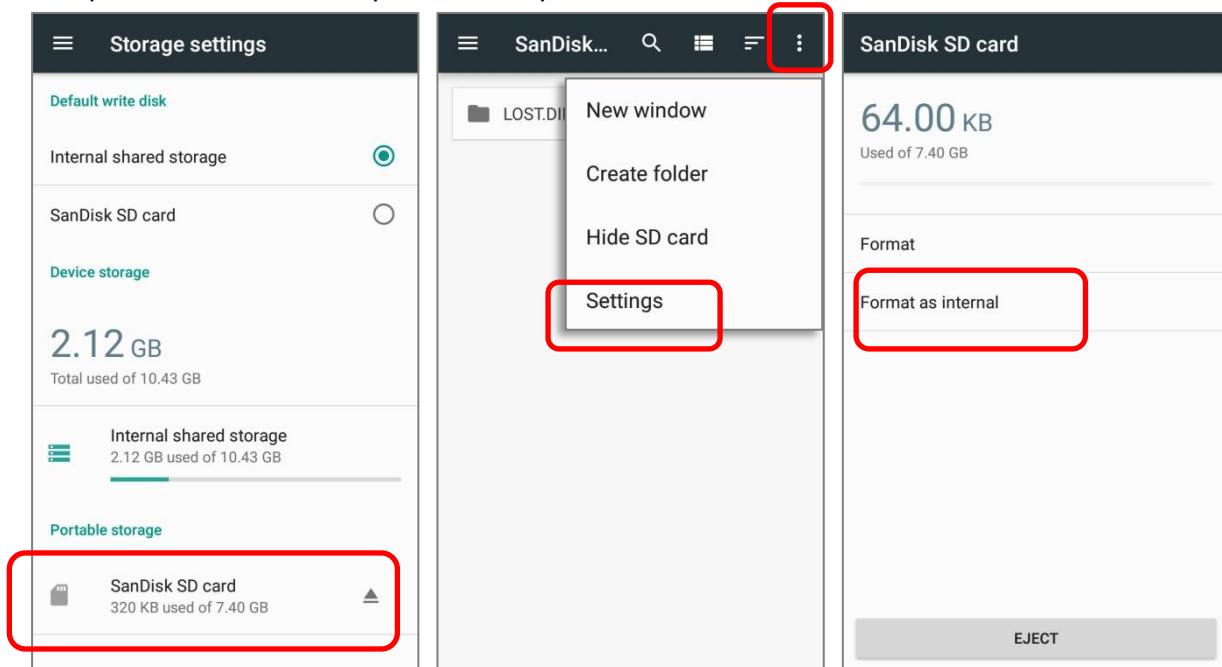 Storage settings
Default write disk
Internal shared storage
SanDisk SD card
Device storage
2.12 GB
Total used of 10.43 GB
Internal shared storage
2.12 GB used of 10.43 GB
Portable storage
SanDisk SD card
320 KB used of 7.40 GB
SanDisk...
LOST.DI
New window
Create folder
Hide SD card
Settings
SanDisk SD card
64.00 KB
Used of 7.40 GB
Format
Format as internal
EJECT